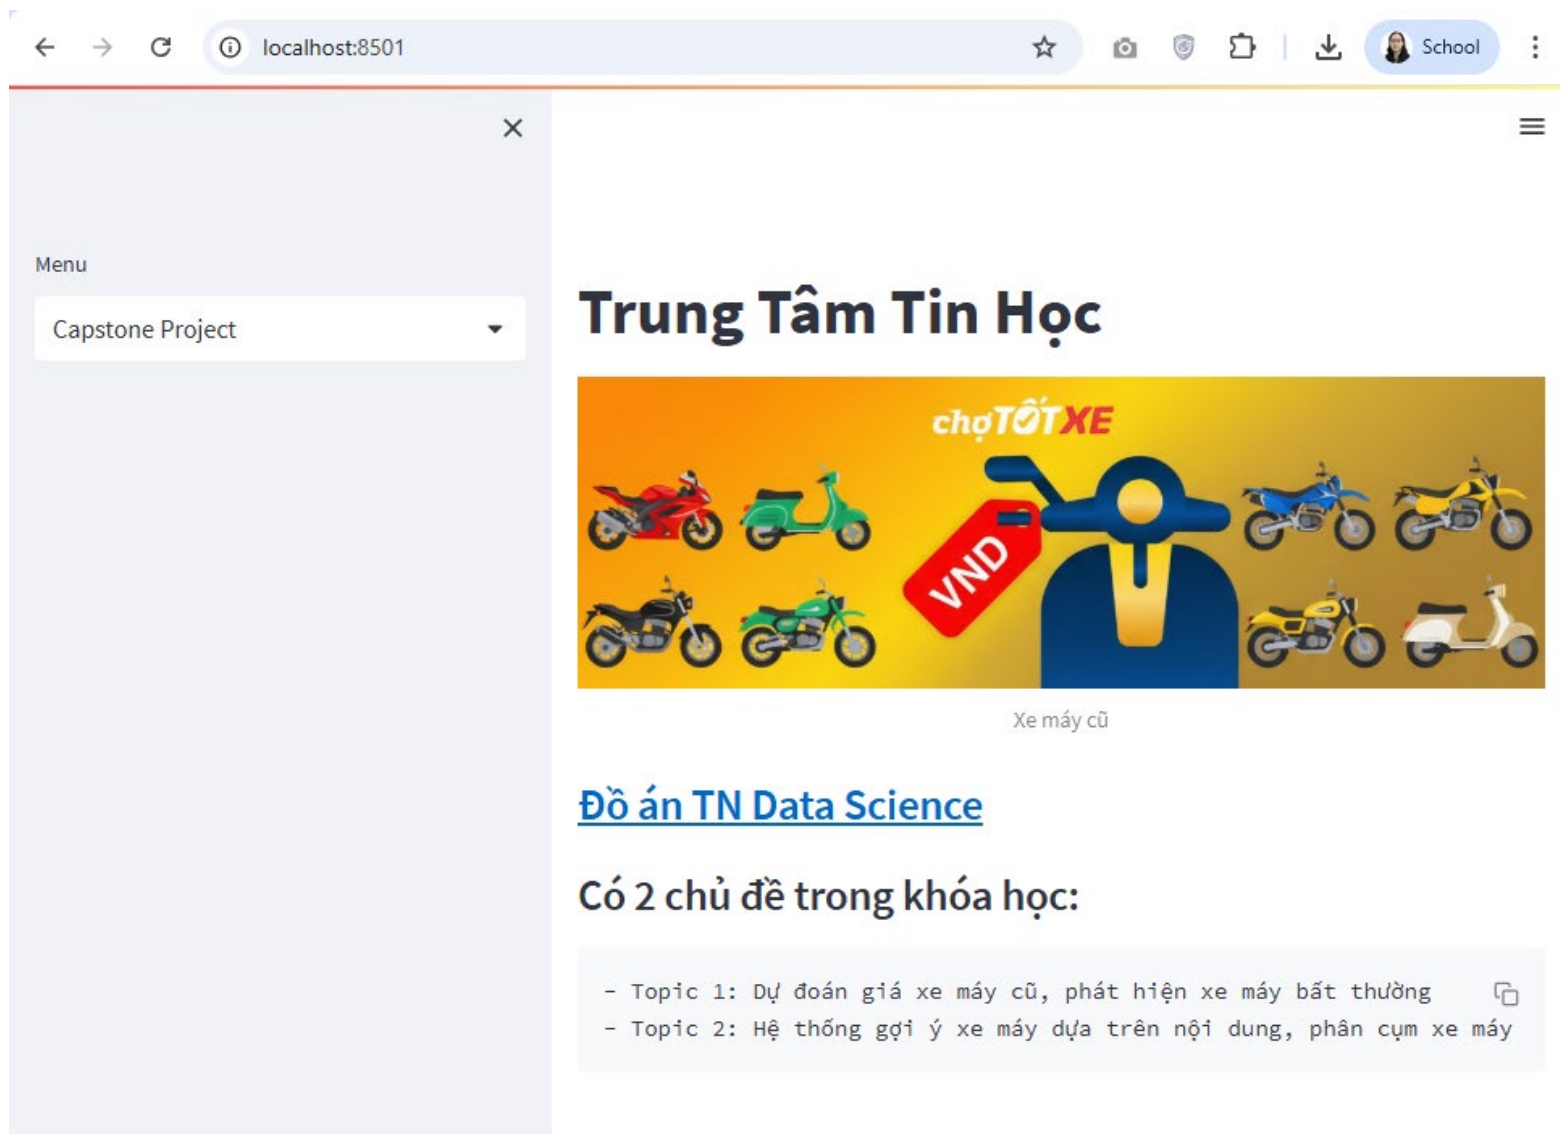 localhost:8501
School
Menu
Capstone Project
Trung Tâm Tin Học
chợTỐTXE
VND
Xe máy cũ
Đồ án TN Data Science
Có 2 chủ đề trong khóa học:
- Topic 1: Dự đoán giá xe máy cũ, phát hiện xe máy bất thường
- Topic 2: Hệ thống gợi ý xe máy dựa trên nội dung, phân cụm xe máy